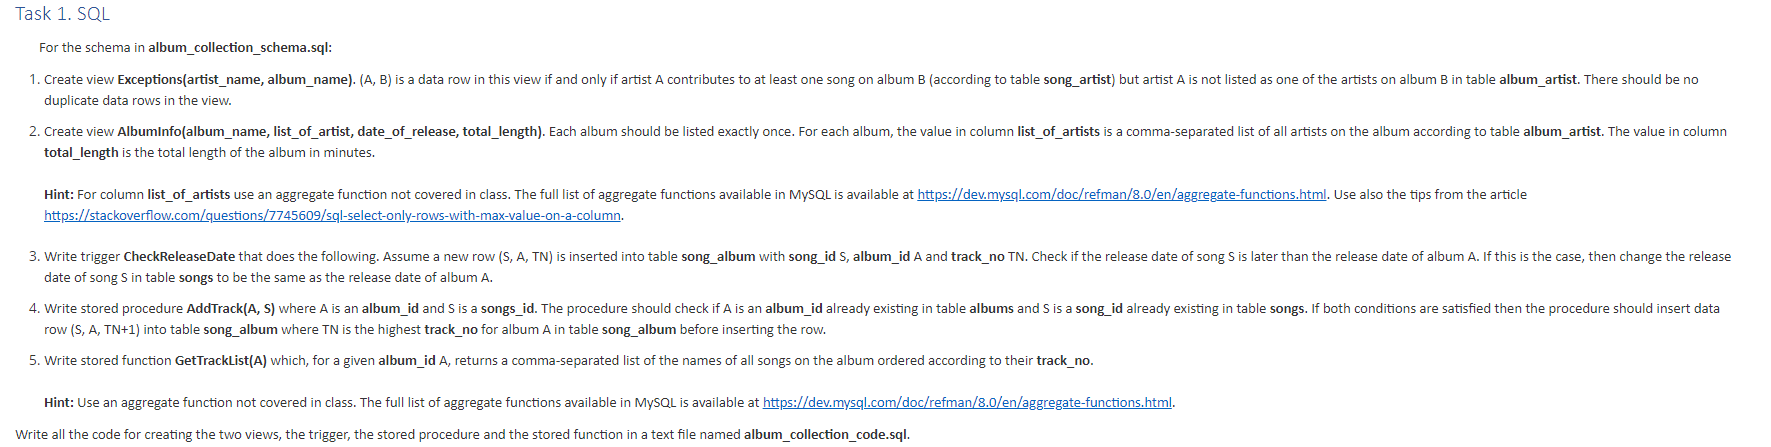 Task 1. SQL
For the schema in album_collection_schema.sql:
1. Create view Exceptions(artist_name, album_name). (A, B) is a data row in this view if and only if artist A contributes to at least one song on album B (according to table song_artist) but artist A is not listed as one of the artists on album B in table album_artist. There should be no
duplicate data rows in the view.
2. Create view AlbumInfo(album_name, list_of_artist, date_of_release, total_length). Each album should be listed exactly once. For each album, the value in column list_of_artists is a comma-separated list of all artists on the album according to table album_artist. The value in column
total_length is the total length of the album in minutes.
Hint: For column list_of_artists use an aggregate function not covered in class. The full list of aggregate functions available in MySQL is available at https://dev.mysql.com/doc/refman/8.0/en/aggregate-functions.html. Use also the tips from the article
https://stackoverflow.com/questions/7745609/sql-select-only-rows-with-max-value-on-a-column.
3. Write trigger CheckReleaseDate that does the following. Assume a new row (S, A, TN) is inserted into table song_album with song_id S, album_id A and track_no TN. Check if the release date of song S is later than the release date of album A. If this is the case, then change the release
date of song S in table songs to be the same as the release date of album A.
4. Write stored procedure AddTrack(A, S) where A is an album_id and S is a songs_id. The procedure should check if A is an album_id already existing in table albums and S is a song_id already existing in table songs. If both conditions are satisfied then the procedure should insert data
row (S, A, TN+1) into table song_album where TN is the highest track_no for album A in table song_album before inserting the row.
5. Write stored function GetTrackList(A) which, for a given album_id A, returns a comma-separated list of the names of all songs on the album ordered according to their track_no.
Hint: Use an aggregate function not covered in class. The full list of aggregate functions available in MySQL is available at https://dev.mysql.com/doc/refman/8.0/en/aggregate-functions.html.
Write all the code for creating the two views, the trigger, the stored procedure and the stored function in a text file named album_collection_code.sql.